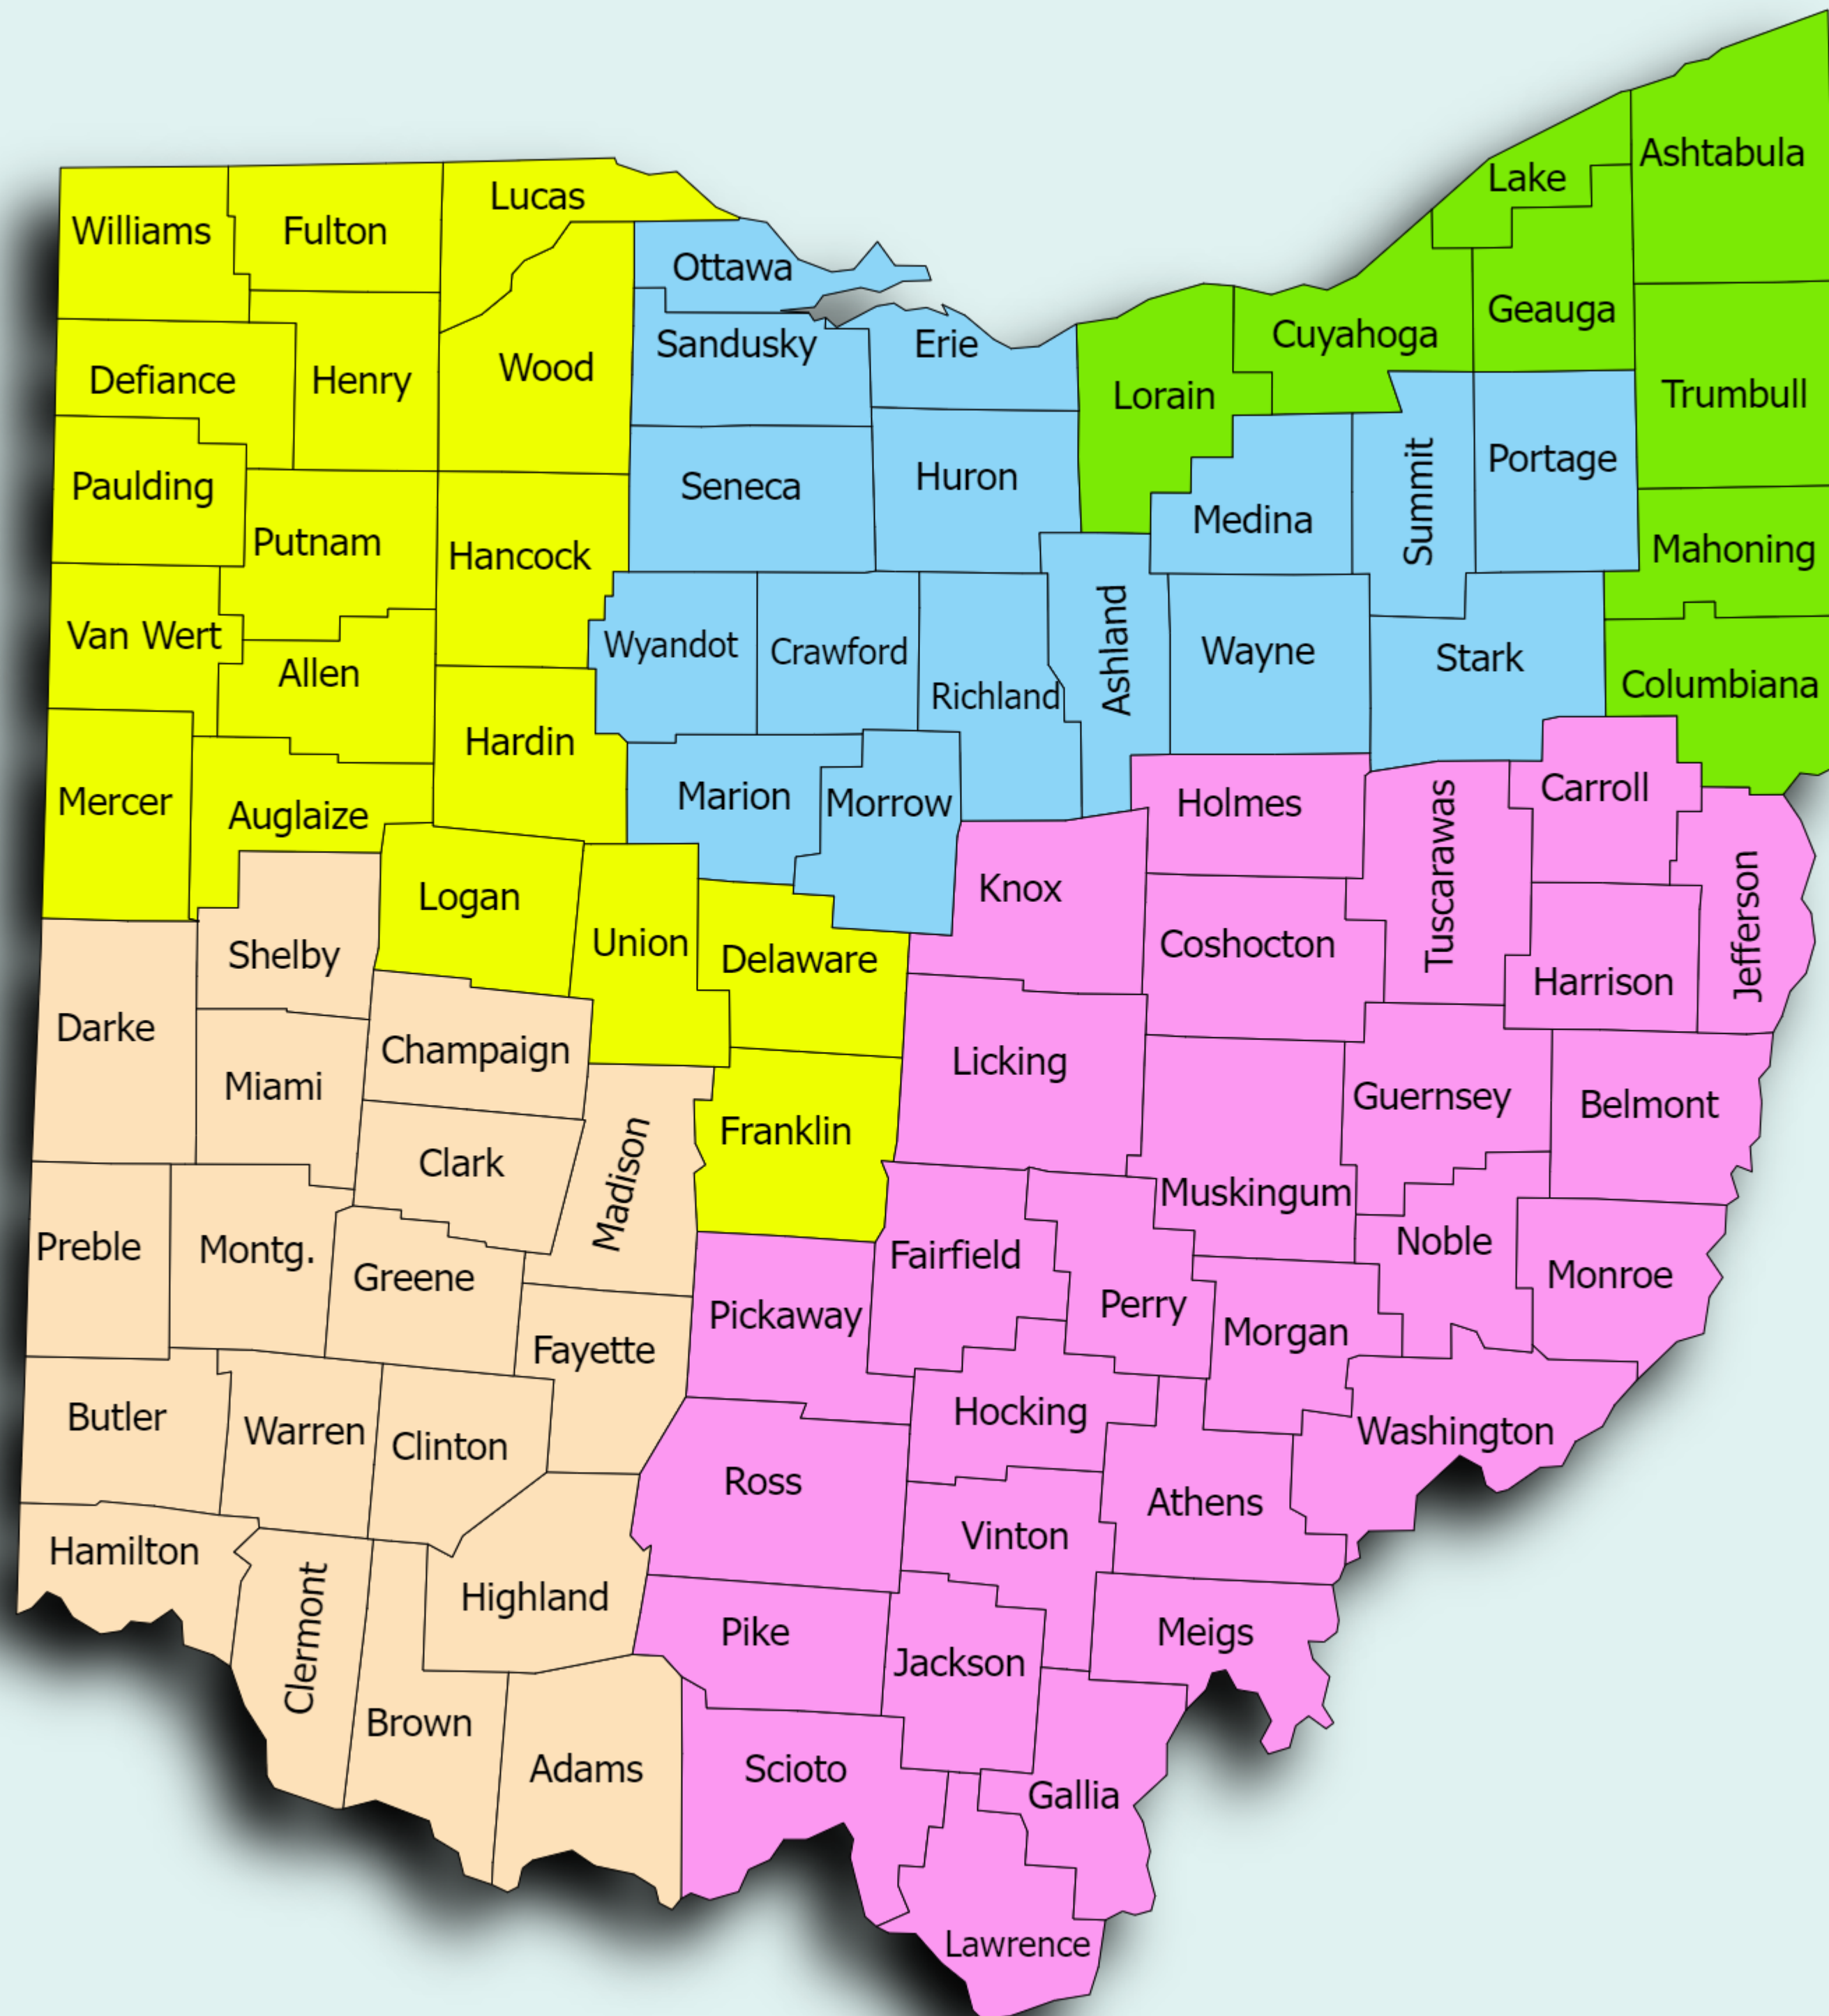 Ashtabula
Lake
Lucas
Williams
Fulton
Ottawa
Geauga
Cuyahoga
Sandusky
Erie
Wood
Defiance
Henry
Lorain
Trumbull
Portage
Huron
Paulding
Seneca
Summit
Medina
Putnam
Mahoning
Hancock
Van Wert
Wyandot
Crawford
Ashland
Wayne
Stark
Allen
Columbiana
Richland
Hardin
Carroll
Marion
Mercer
Morrow
Holmes
Auglaize
Tuscarawas
Knox
Logan
Jefferson
Union
Coshocton
Shelby
Delaware
Harrison
Darke
Champaign
Licking
Miami
Guernsey
Belmont
Franklin
Clark
Madison
Muskingum
Noble
Preble
Montg.
Fairfield
Greene
Monroe
Perry
Pickaway
Morgan
Fayette
Hocking
Butler
Warren
Washington
Clinton
Ross
Athens
Vinton
Hamilton
Highland
Clermont
Pike
Meigs
Jackson
Brown
Adams
Scioto
Gallia
Lawrence